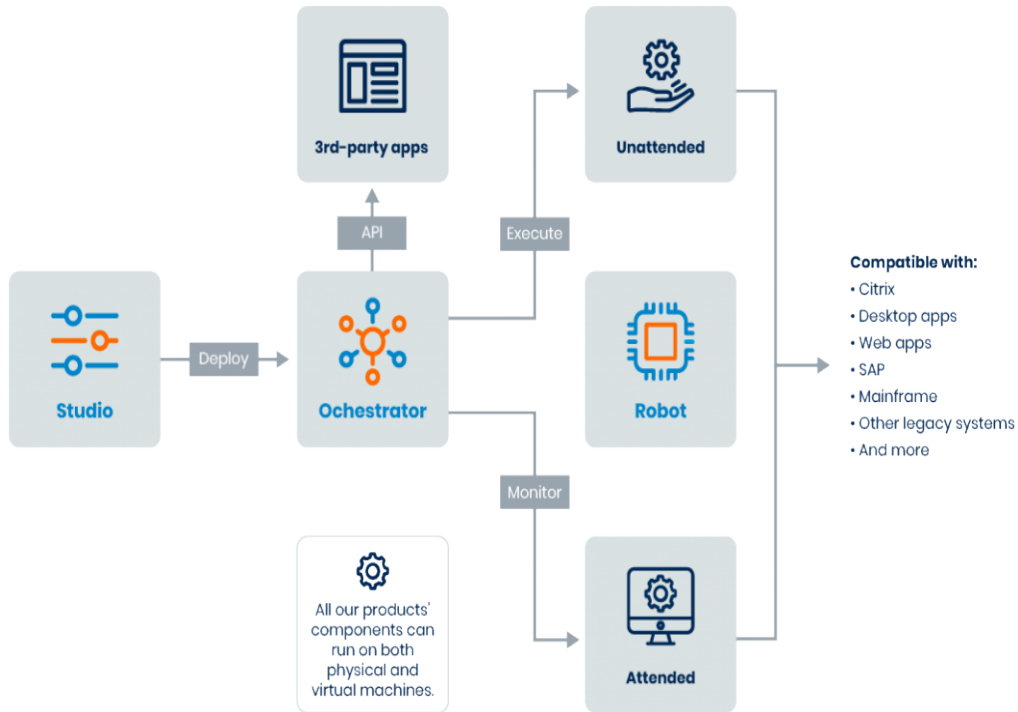 3rd-party apps
Unattended
API
Execute
Studio
Deploy
Ochestrator
Robot
Compatible with:
• Citrix
• Desktop apps
• Web apps
• SAP
• Mainframe
• Other legacy systems
• And more
Monitor
All our products’
components can
run on both
physical and
virtual machines.
Attended